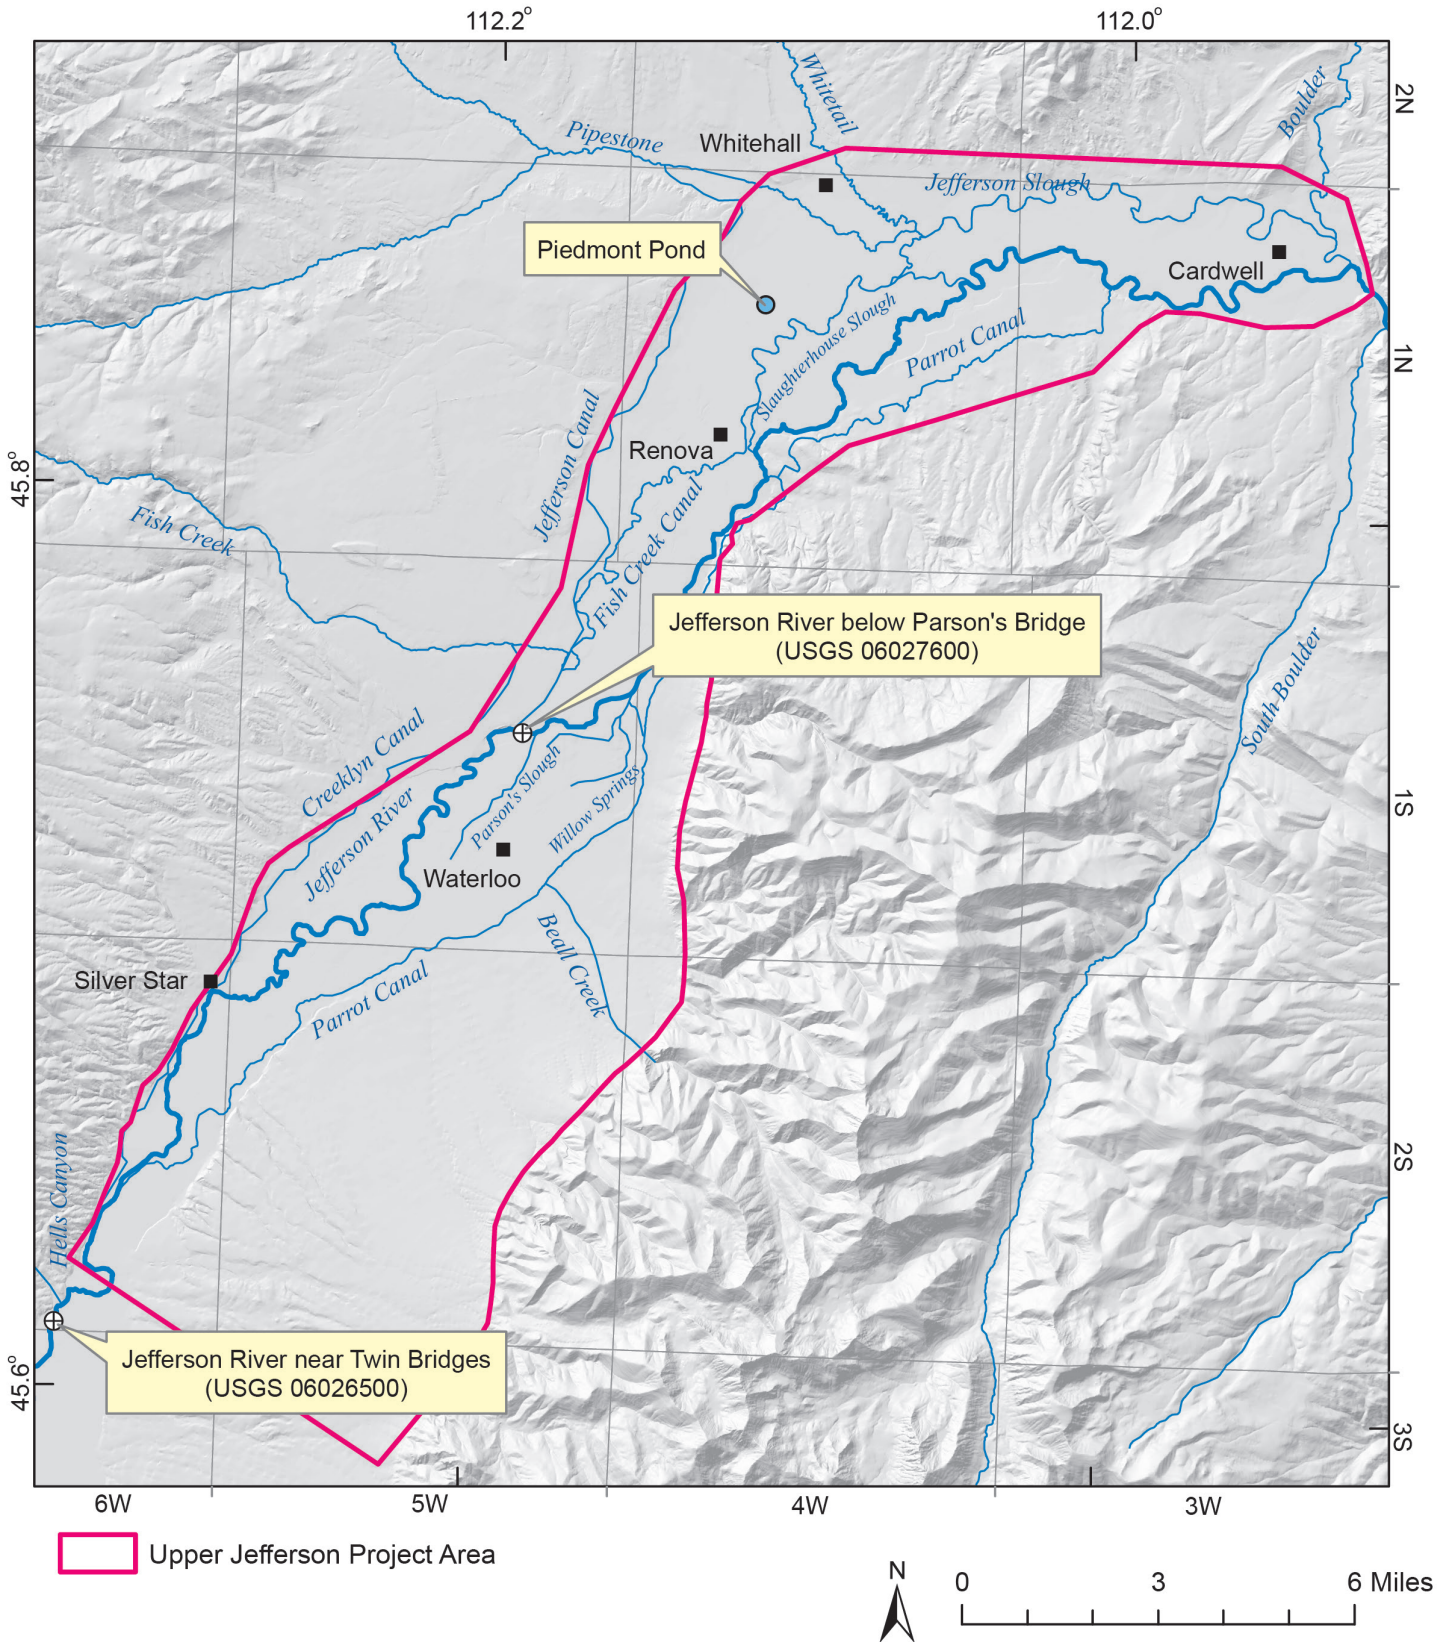 112.2°
112.0°
2N
Whitetail
Boulder
Pipestone
Whitehall
Jefferson Slough
Piedmont Pond
Cardwell
Slaughterhouse Slough
Parrot Canal
1N
Jefferson Canal
Renova
45.8°
Fish Creek
Fish Creek Canal
Jefferson River below Parson's Bridge
(USGS 06027600)
South Boulder
Creeklyn Canal
Jefferson River
Parson's Slough
Willow Springs
1S
Waterloo
Beall Creek
Silver Star
Parrot Canal
Hells Canyon
2S
Jefferson River near Twin Bridges
(USGS 06026500)
45.6°
3S
6W
5W
4W
3W
Upper Jefferson Project Area
N
0 3 6 Miles